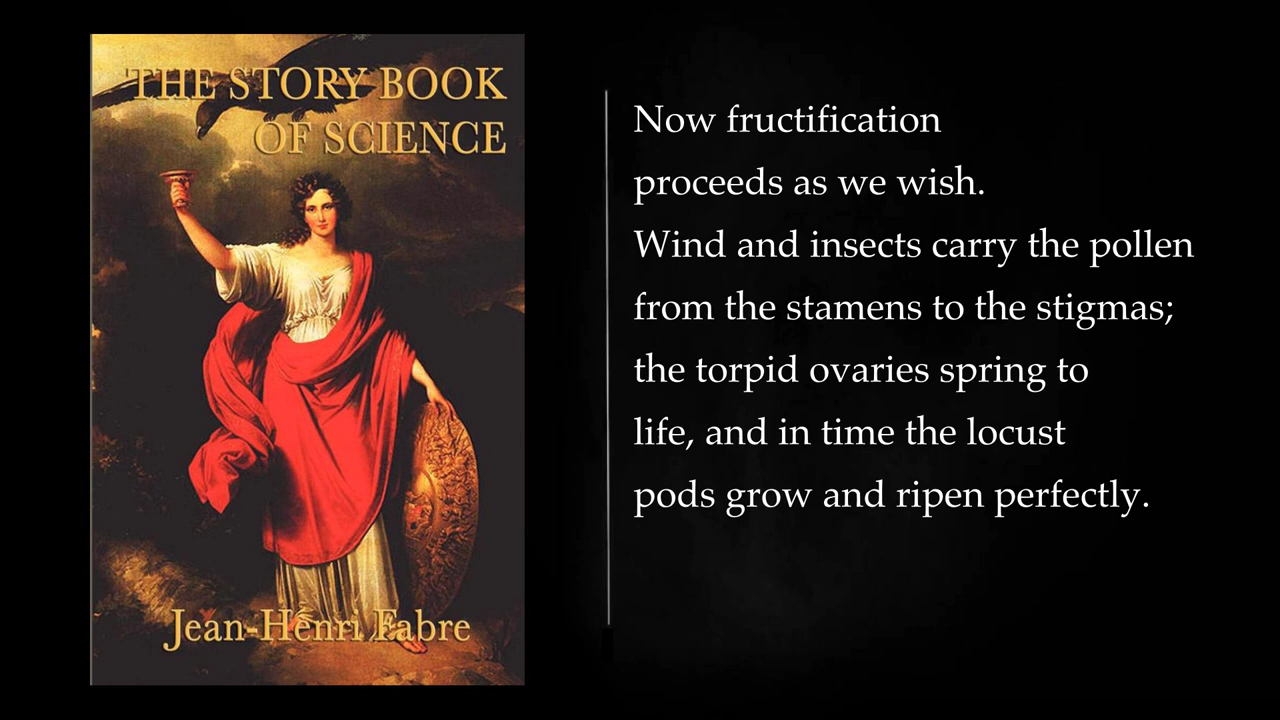 THE STORY BOOK
OF SCIENCE
Jean-Henri Fabre
Now fructification
proceeds as we wish.
Wind and insects carry the pollen
from the stamens to the stigmas;
the torpid ovaries spring to
life, and in time the locust
pods grow and ripen perfectly.